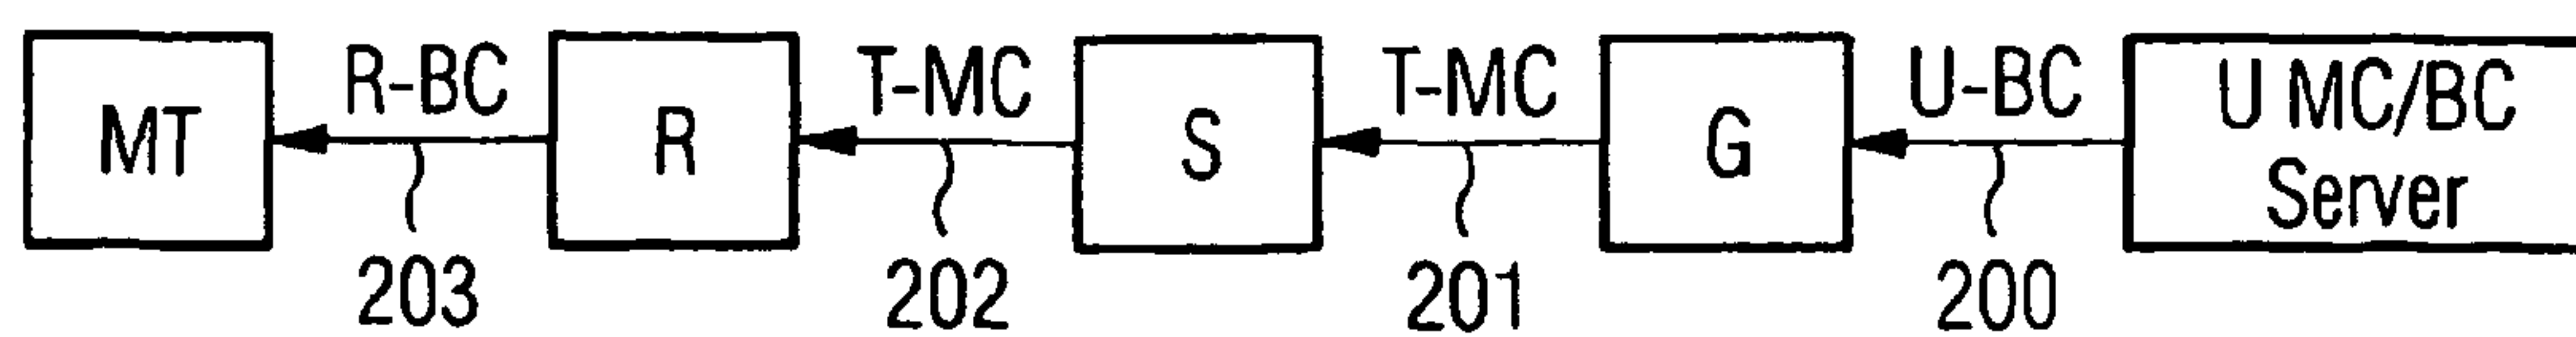 R-BC T-MC T-MC U-BC U MC/BC
MT R S G Server
203 202 201 200